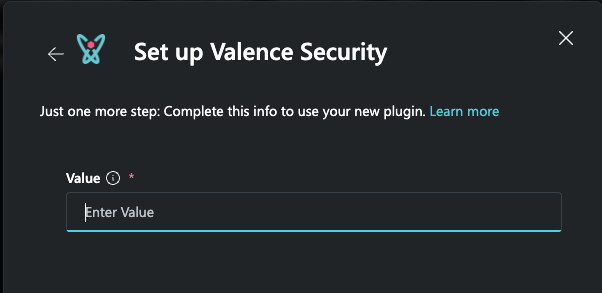 Set up Valence Security
Just one more step: Complete this info to use your new plugin. Learn more
Value *
Enter Value